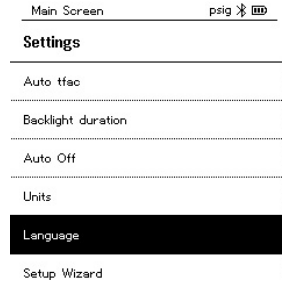 Main Screen psig
Settings
Auto tfac
Backlight duration
Auto Off
Units
Language
Setup Wizard